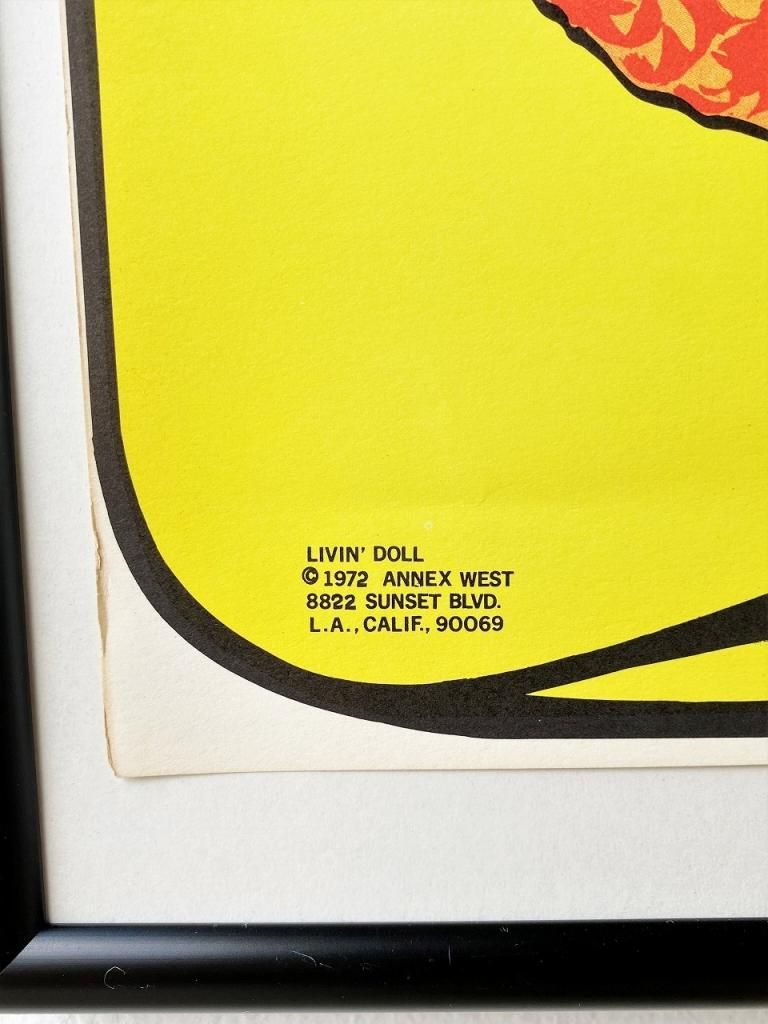 LIVIN' DOLL
© 1972 ANNEX WEST
8822 SUNSET BLVD.
L.A., CALIF., 90069